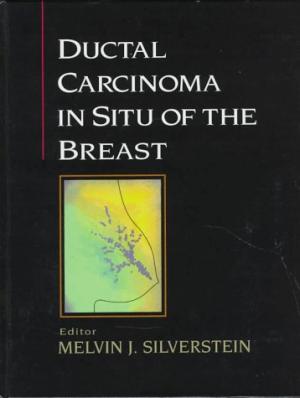 DUCTAL
CARCINOMA
IN SITU OF THE
BREAST
Editor
MELVIN J. SILVERSTEIN